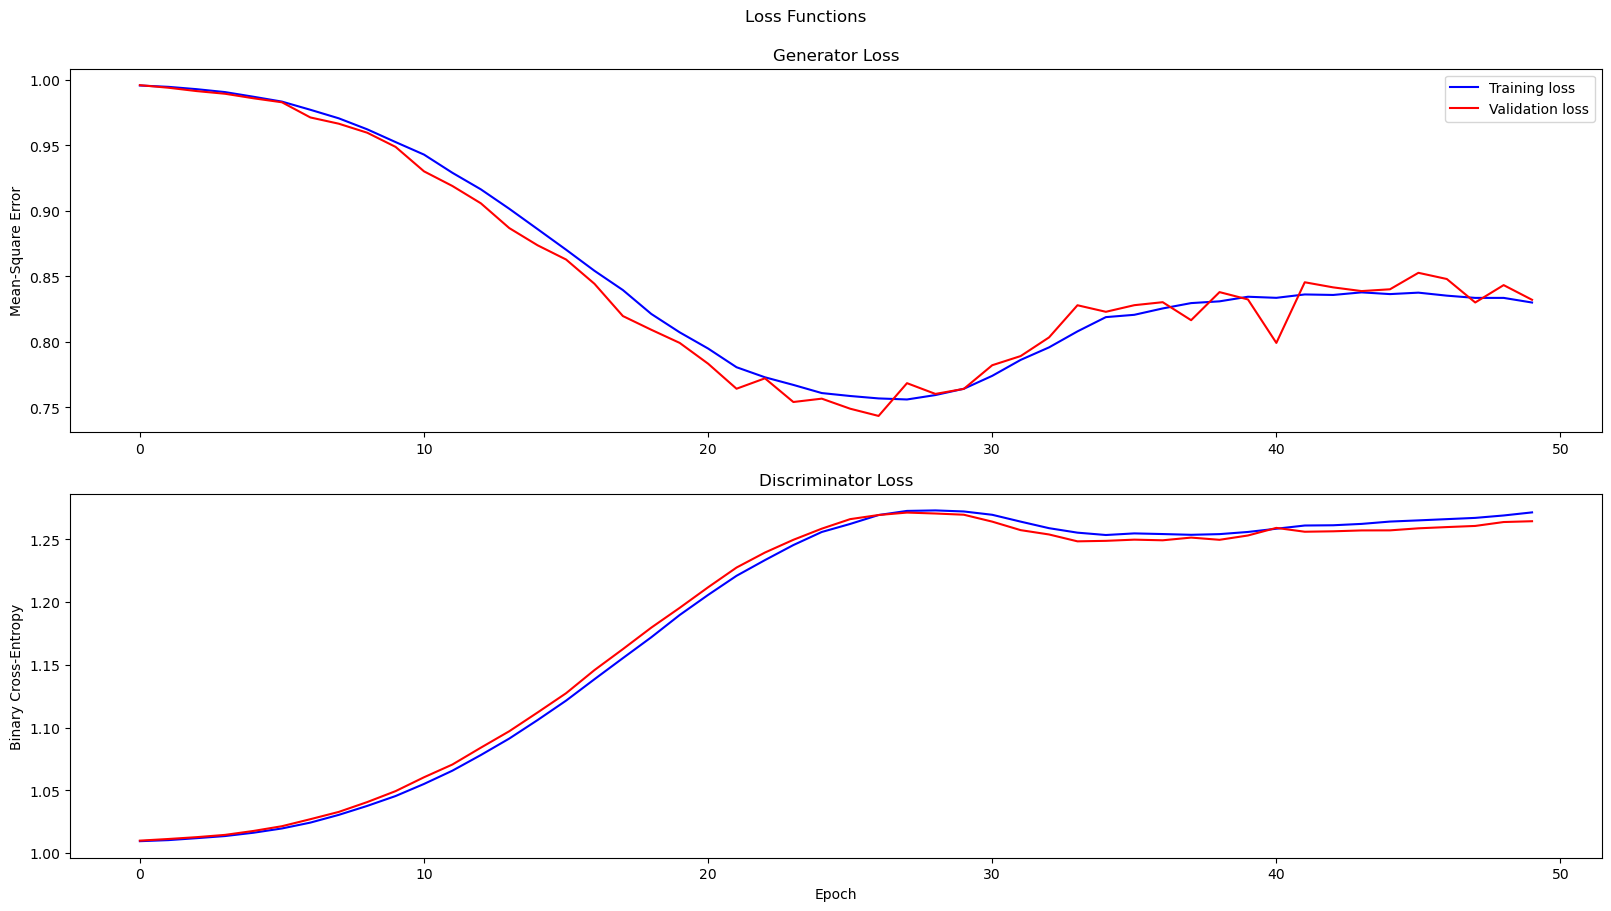 Loss Functions
Generator Loss
Mean-Square Error
1.00
0.95
0.90
0.85
0.80
0.75
Training loss
Validation loss
0 10 20 30 40 50
Discriminator Loss
Binary Cross-Entropy
1.25
1.20
1.15
1.10
1.05
1.00
0 10 20 30 40 50
Epoch